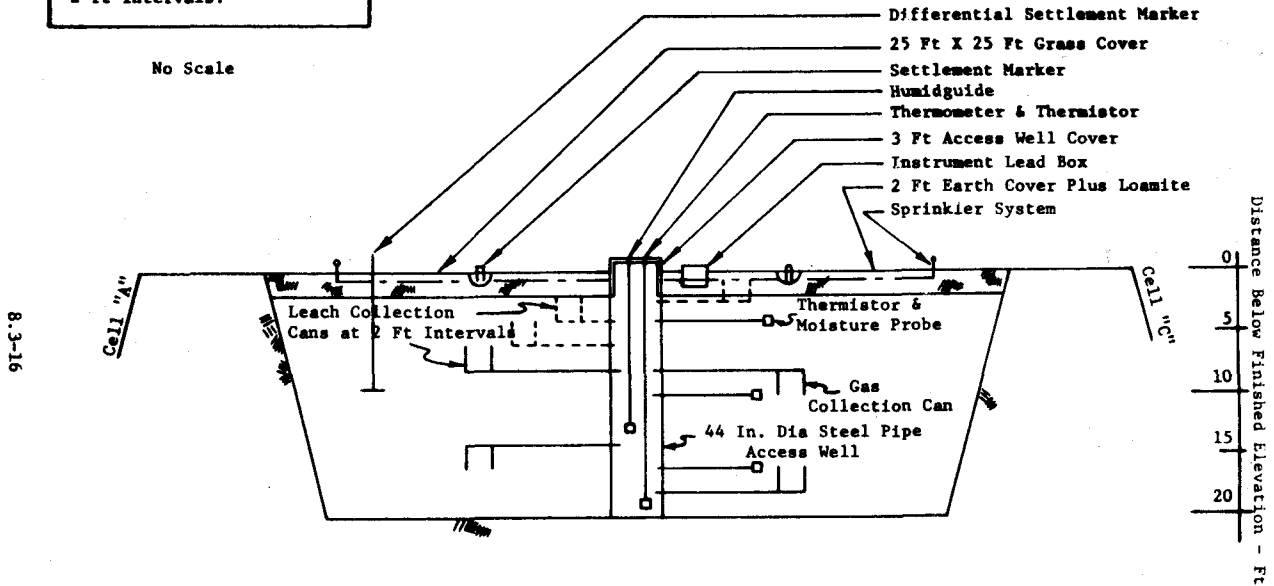 2 ft intervals.
No Scale
Differential Settlement Marker
25 Ft X 25 Ft Grass Cover
Settlement Marker
Humidguide
Thermometer & Thermistor
3 Ft Access Well Cover
Instrument Lead Box
2 Ft Earth Cover Plus Loamite
Sprinkler System
Cell "A"
Cell "C"
Leach Collection
Cans at 2 Ft Intervals
Thermistor &
Moisture Probe
Gas
Collection Can
44 In. Dia Steel Pipe
Access Well
0
5
10
15
20
Distance Below Finished Elevation - Ft
8.3-16